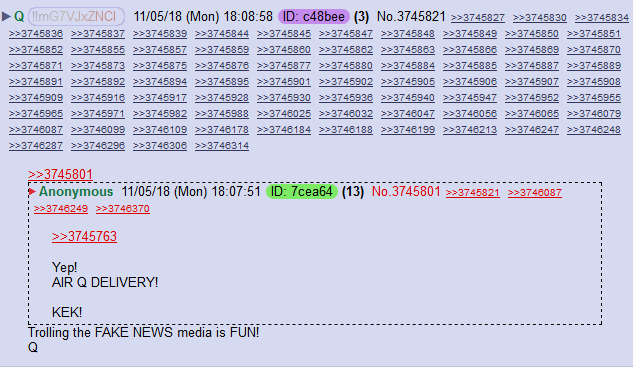 ▶ Q !!mG7VJxZNCI 11/05/18 (Mon) 18:08:58 ID: c48bee (3) No.3745821 >>3745827 >>3745830 >>3745834
>>3745836 >>3745837 >>3745839 >>3745844 >>3745845 >>3745847 >>3745848 >>3745849 >>3745850 >>3745851
>>3745852 >>3745855 >>3745857 >>3745859 >>3745860 >>3745862 >>3745863 >>3745866 >>3745869 >>3745870
>>3745871 >>3745873 >>3745875 >>3745876 >>3745877 >>3745880 >>3745884 >>3745885 >>3745887 >>3745889
>>3745891 >>3745892 >>3745894 >>3745895 >>3745901 >>3745902 >>3745905 >>3745906 >>3745907 >>3745908
>>3745909 >>3745916 >>3745917 >>3745928 >>3745930 >>3745936 >>3745940 >>3745947 >>3745952 >>3745955
>>3745965 >>3745971 >>3745982 >>3745988 >>3746025 >>3746032 >>3746047 >>3746056 >>3746065 >>3746079
>>3746087 >>3746099 >>3746109 >>3746178 >>3746184 >>3746188 >>3746199 >>3746213 >>3746247 >>3746248
>>3746287 >>3746296 >>3746306 >>3746314
>>3745801
▶Anonymous 11/05/18 (Mon) 18:07:51 ID: 7cea64 (13) No.3745801 >>3745821 >>3746087
>>3746249 >>3746370
>>3745763
Yep!
AIR Q DELIVERY!
KEK!
Trolling the FAKE NEWS media is FUN!
Q